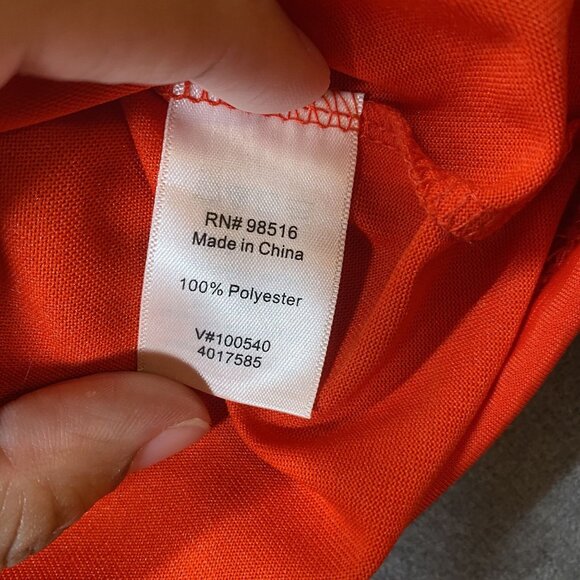 RN# 98516
Made in China
100% Polyester
V#100540
4017585